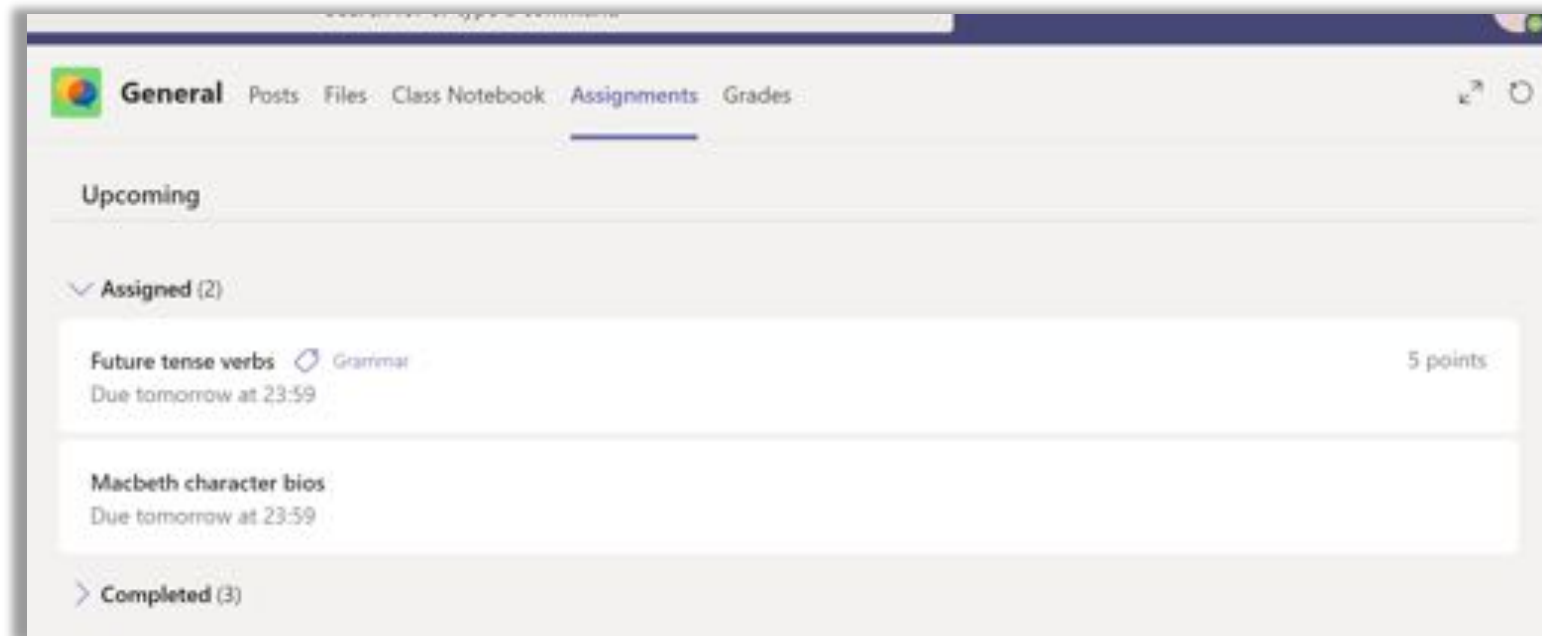 General Posts Files Class Notebook Assignments Grades
Upcoming
Assigned (2)
Future tense verbs Grammar 5 points
Due tomorrow at 23:59
Macbeth character bios
Due tomorrow at 23:59
Completed (3)